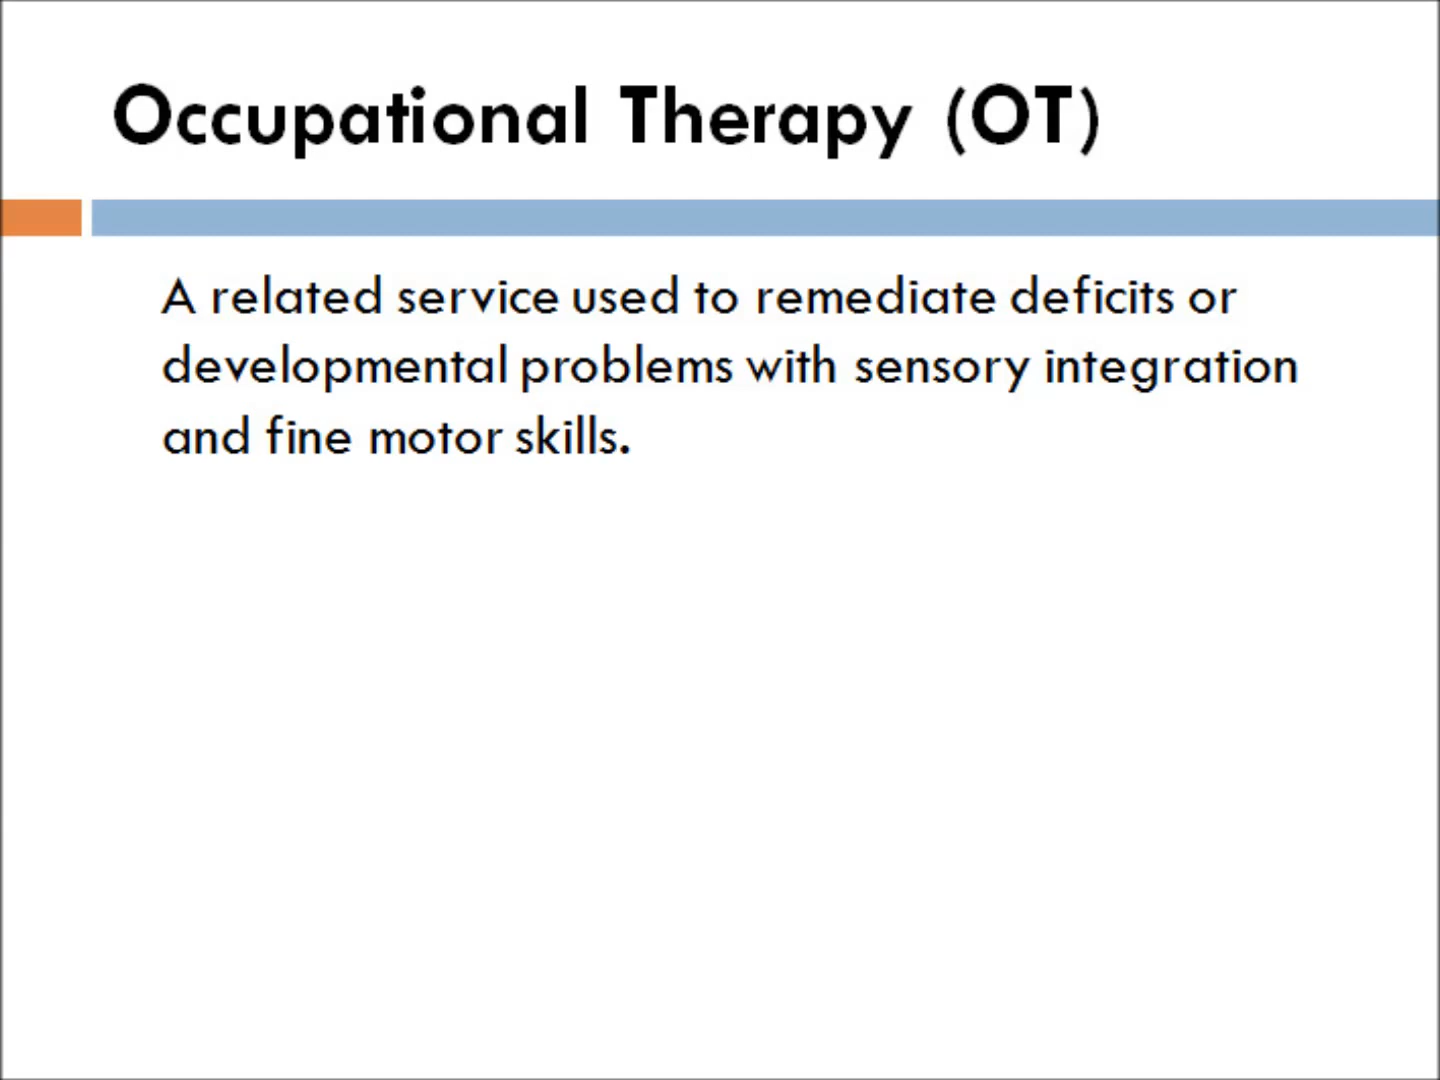 Occupational Therapy (OT)
A related service used to remediate deficits or
developmental problems with sensory integration
and fine motor skills.